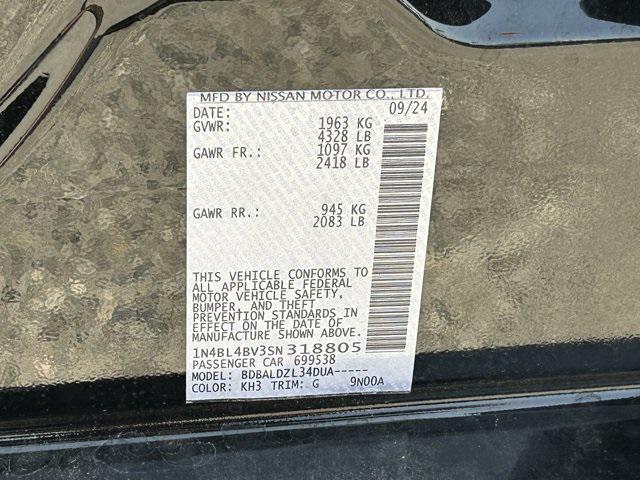 MFD BY NISSAN MOTOR CO., LTD.
DATE: 09/24
GVWR: 1963 KG
4328 LB
GAWR FR.: 1097 KG
2418 LB
GAWR RR.: 945 KG
2083 LB
THIS VEHICLE CONFORMS TO
ALL APPLICABLE FEDERAL
MOTOR VEHICLE SAFETY,
BUMPER, AND THEFT
PREVENTION STANDARDS IN
EFFECT ON THE DATE OF
MANUFACTURE SHOWN ABOVE.
1N4BL4BV3SN318805
PASSENGER CAR 699538
MODEL: BDBALDZL34DUA-----
COLOR: KH3 TRIM: G 9N00A